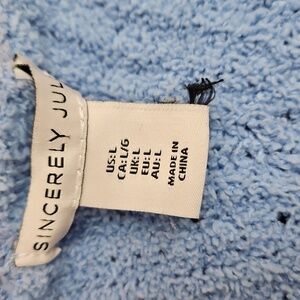 SINCERELY JUL
US:L
CA:L/G
UK:L
EU:L
AU:L
MADE IN
CHINA